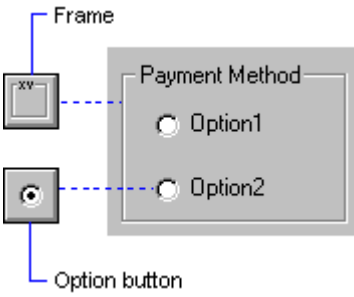 Frame
xv
Payment Method
Option1
Option2
Option button